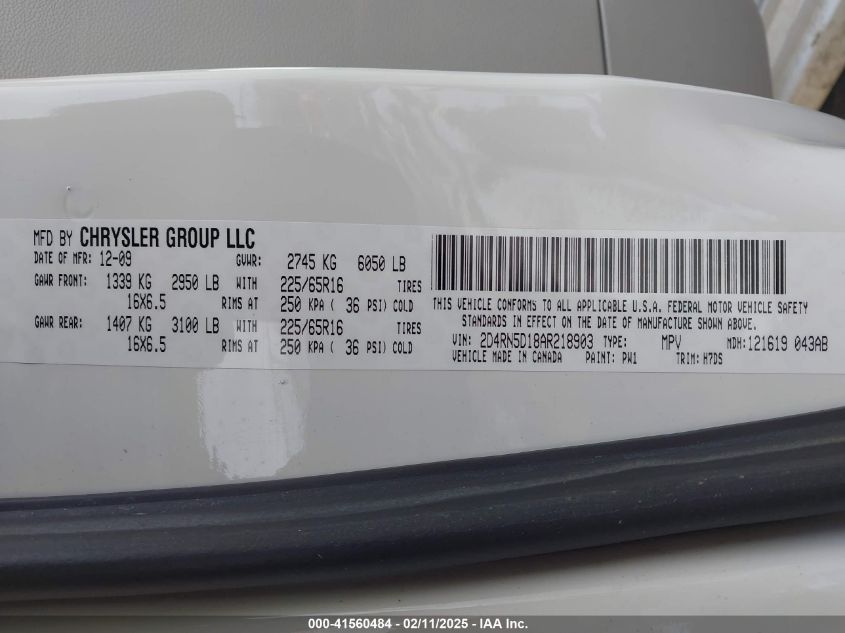 MFD BY CHRYSLER GROUP LLC
DATE OF MFR: 12-09 GVWR: 2745 KG 6050 LB
GAWR FRONT: 1339 KG 2950 LB WITH 225/65R16 TIRES
16X6.5 RIMS AT 250 KPA ( 36 PSI) COLD
GAWR REAR: 1407 KG 3100 LB WITH 225/65R16 TIRES
16X6.5 RIMS AT 250 KPA ( 36 PSI) COLD
THIS VEHICLE CONFORMS TO ALL APPLICABLE U.S.A. FEDERAL MOTOR VEHICLE SAFETY
STANDARDS IN EFFECT ON THE DATE OF MANUFACTURE SHOWN ABOVE.
VIN: 2D4RN5D18AR218903 TYPE: MPV MDH: 121619 043AB
VEHICLE MADE IN CANADA PAINT: PW1 TRIM: H7DS
000-41560484 - 02/11/2025 - IAA Inc.